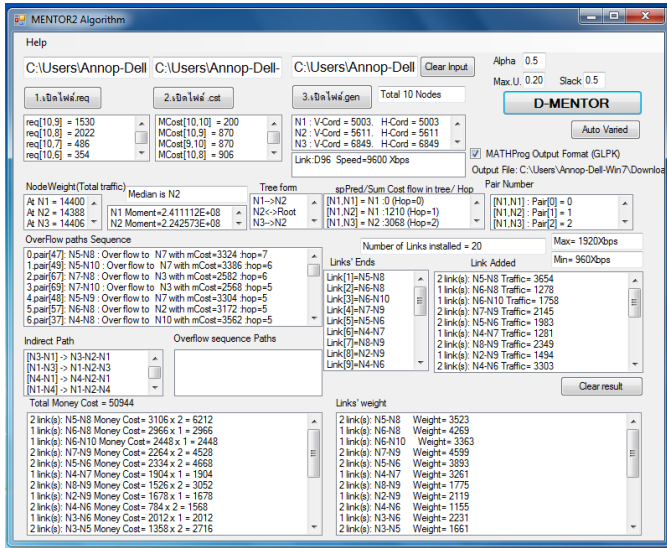 MENTOR2 Algorithm
Help
C:\Users\Annop-Dell C:\Users\Annop-Dell- C:\Users\Annop-Dell Clear Input Alpha 0.5
Max.U. 0.20 Slack 0.5
1.เปิดไฟล์.req 2.เปิดไฟล์ .cst 3.เปิดไฟล์.gen Total 10 Nodes D-MENTOR
Auto Varied
req[10,9] = 1530
req[10,8] = 2022
req[10,7] = 486
req[10,6] = 354
MCost[10,10] = 200
MCost[10,9] = 870
MCost[9,10] = 870
MCost[10,8] = 906
N1 : V-Cord = 5003. H-Cord = 5003
N2 : V-Cord = 5611. H-Cord = 5611
N3 : V-Cord = 6849. H-Cord = 6849
Link:D96 Speed=9600 Xbps
MATHProg Output Format (GLPK)
Output File: C:\Users\Annop-Dell-Win7\Downloa
NodeWeight(Total traffic)
At N1 = 14400
At N2 = 14388
At N3 = 14406
Median is N2
N1 Moment=2.411112E+08
N2 Moment=2.242573E+08
Tree form
N1-->N2
N2<->Root
N3-->N2
spPred/Sum Cost flow in tree/ Hop
[N1,N1] = N1 :0 (Hop=0)
[N1,N2] = N1 :1210 (Hop=1)
[N1,N3] = N2 :3068 (Hop=2)
Pair Number
[N1,N1] : Pair[0] = 0
[N1,N2] : Pair[1] = 1
[N1,N3] : Pair[2] = 2
OverFlow paths Sequence
0.pair[47]: N5-N8 : Over flow to N7 with mCost=3324 :hop=7
1.pair[49]: N5-N10 : Over flow to N7 with mCost=3386 :hop=6
2.pair[67]: N7-N8 : Over flow to N3 with mCost=2582 :hop=6
3.pair[69]: N7-N10 : Over flow to N3 with mCost=2568 :hop=5
4.pair[48]: N5-N9 : Over flow to N7 with mCost=3304 :hop=5
5.pair[57]: N6-N8 : Over flow to N2 with mCost=3172 :hop=5
6.pair[37]: N4-N8 : Over flow to N10 with mCost=3562 :hop=5
Number of Links installed = 20
Max= 1920Xbps
Min= 960Xbps
Links' Ends
Link[1]=N5-N8
Link[2]=N6-N8
Link[3]=N6-N10
Link[4]=N7-N9
Link[5]=N5-N6
Link[6]=N4-N7
Link[7]=N8-N9
Link[8]=N2-N9
Link[9]=N4-N6
Link Added
2 link(s): N5-N8 Traffic= 3654
1 link(s): N6-N8 Traffic= 1278
1 link(s): N6-N10 Traffic= 1758
2 link(s): N7-N9 Traffic= 2145
2 link(s): N5-N6 Traffic= 1983
1 link(s): N4-N7 Traffic= 1281
2 link(s): N8-N9 Traffic= 2349
1 link(s): N2-N9 Traffic= 1494
2 link(s): N4-N6 Traffic= 3303
Indirect Path
[N3-N1] -> N3-N2-N1
[N1-N3] -> N1-N2-N3
[N4-N1] -> N4-N2-N1
[N1-N4] -> N1-N2-N4
Overflow sequence Paths
Clear result
Total Money Cost = 50944
2 link(s): N5-N8 Money Cost= 3106 x 2 = 6212
1 link(s): N6-N8 Money Cost= 2966 x 1 = 2966
1 link(s): N6-N10 Money Cost= 2448 x 1 = 2448
2 link(s): N7-N9 Money Cost= 2264 x 2 = 4528
2 link(s): N5-N6 Money Cost= 2334 x 2 = 4668
1 link(s): N4-N7 Money Cost= 1904 x 1 = 1904
2 link(s): N8-N9 Money Cost= 1526 x 2 = 3052
1 link(s): N2-N9 Money Cost= 1678 x 1 = 1678
2 link(s): N4-N6 Money Cost= 784 x 2 = 1568
1 link(s): N3-N6 Money Cost= 2012 x 1 = 2012
2 link(s): N3-N5 Money Cost= 1358 x 2 = 2716
Links' weight
2 link(s): N5-N8 Weight= 3523
1 link(s): N6-N8 Weight= 4269
1 link(s): N6-N10 Weight= 3363
2 link(s): N7-N9 Weight= 4599
2 link(s): N5-N6 Weight= 3893
1 link(s): N4-N7 Weight= 3261
2 link(s): N8-N9 Weight= 1775
1 link(s): N2-N9 Weight= 2119
2 link(s): N4-N6 Weight= 1155
1 link(s): N3-N6 Weight= 2231
2 link(s): N3-N5 Weight= 1661